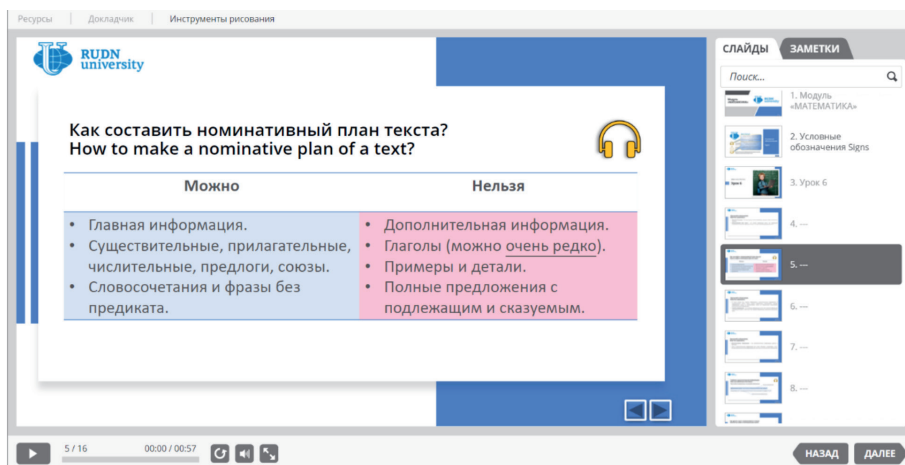 Ресурсы
Докладчик
Инструменты рисования
RUDN
university
Как составить номинативный план текста?
How to make a nominative plan of a text?
Можно
Нельзя
• Главная информация.
• Существительные, прилагательные,
числительные, предлоги, союзы.
• Словосочетания и фразы без
предиката.
• Дополнительная информация.
• Глаголы (можно очень редко).
• Примеры и детали.
• Полные предложения с
подлежащим и сказуемым.
СЛАЙДЫ
ЗАМЕТКИ
Поиск...
1. Модуль
«МАТЕМАТИКА»
2. Условные
обозначения Signs
3. Урок 6
4. ---
5. ---
6. ---
7. ---
8. ---
5 / 16
00:00 / 00:57
НАЗАД
ДАЛЕЕ